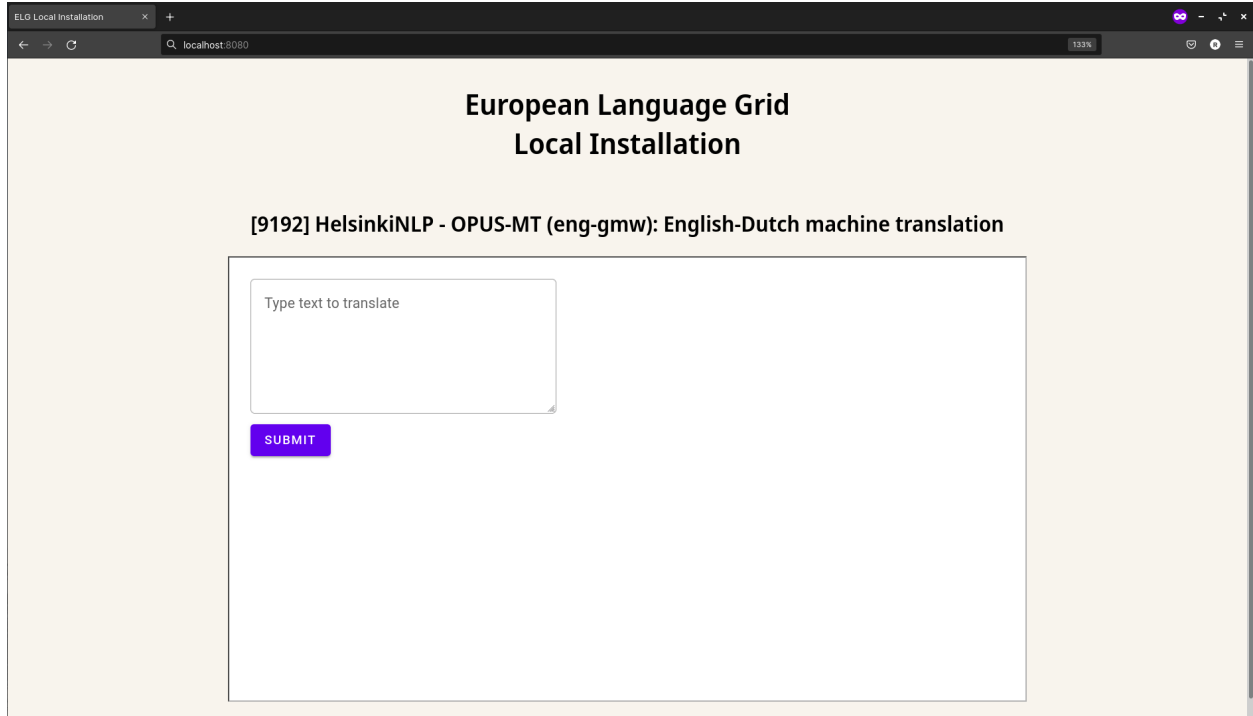 ELG Local Installation
localhost:8080
133%
R
European Language Grid
Local Installation
[9192] HelsinkiNLP - OPUS-MT (eng-gmw): English-Dutch machine translation
Type text to translate
SUBMIT